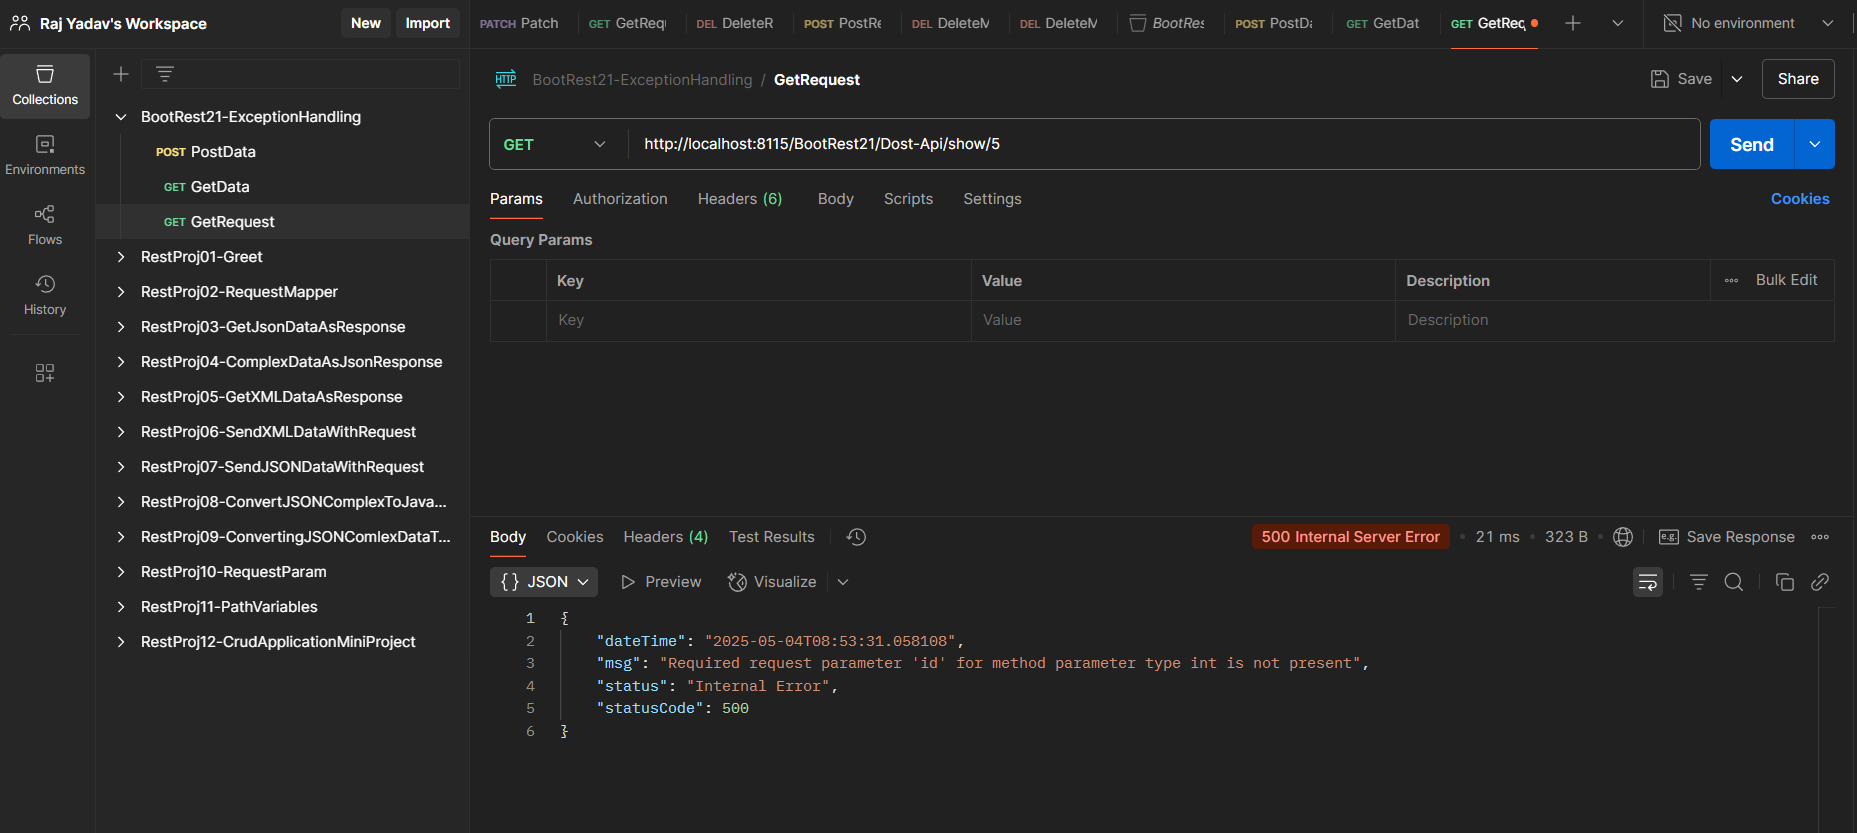 Raj Yadav's Workspace
New
Import
PATCH Patch
GET GetReq
DEL DeleteR
POST PostRe
DEL DeleteM
DEL DeleteM
BootRes
POST PostDa
GET GetDat
GET GetReq
No environment
Collections
Environments
Flows
History
BootRest21-ExceptionHandling
POST PostData
GET GetData
GET GetRequest
RestProj01-Greet
RestProj02-RequestMapper
RestProj03-GetJsonDataAsResponse
RestProj04-ComplexDataAsJsonResponse
RestProj05-GetXMLDataAsResponse
RestProj06-SendXMLDataWithRequest
RestProj07-SendJSONDataWithRequest
RestProj08-ConvertJSONComplexToJava...
RestProj09-ConvertingJSONComlexDataT...
RestProj10-RequestParam
RestProj11-PathVariables
RestProj12-CrudApplicationMiniProject
HTTP BootRest21-ExceptionHandling / GetRequest
Save
Share
GET
http://localhost:8115/BootRest21/Dost-Api/show/5
Send
Params Authorization Headers (6) Body Scripts Settings
Cookies
Query Params
Key Value Description Bulk Edit
Key Value Description
Body Cookies Headers (4) Test Results
500 Internal Server Error • 21 ms • 323 B
e.g. Save Response
{} JSON Preview Visualize
1 {
2 "dateTime": "2025-05-04T08:53:31.058108",
3 "msg": "Required request parameter 'id' for method parameter type int is not present",
4 "status": "Internal Error",
5 "statusCode": 500
6 }